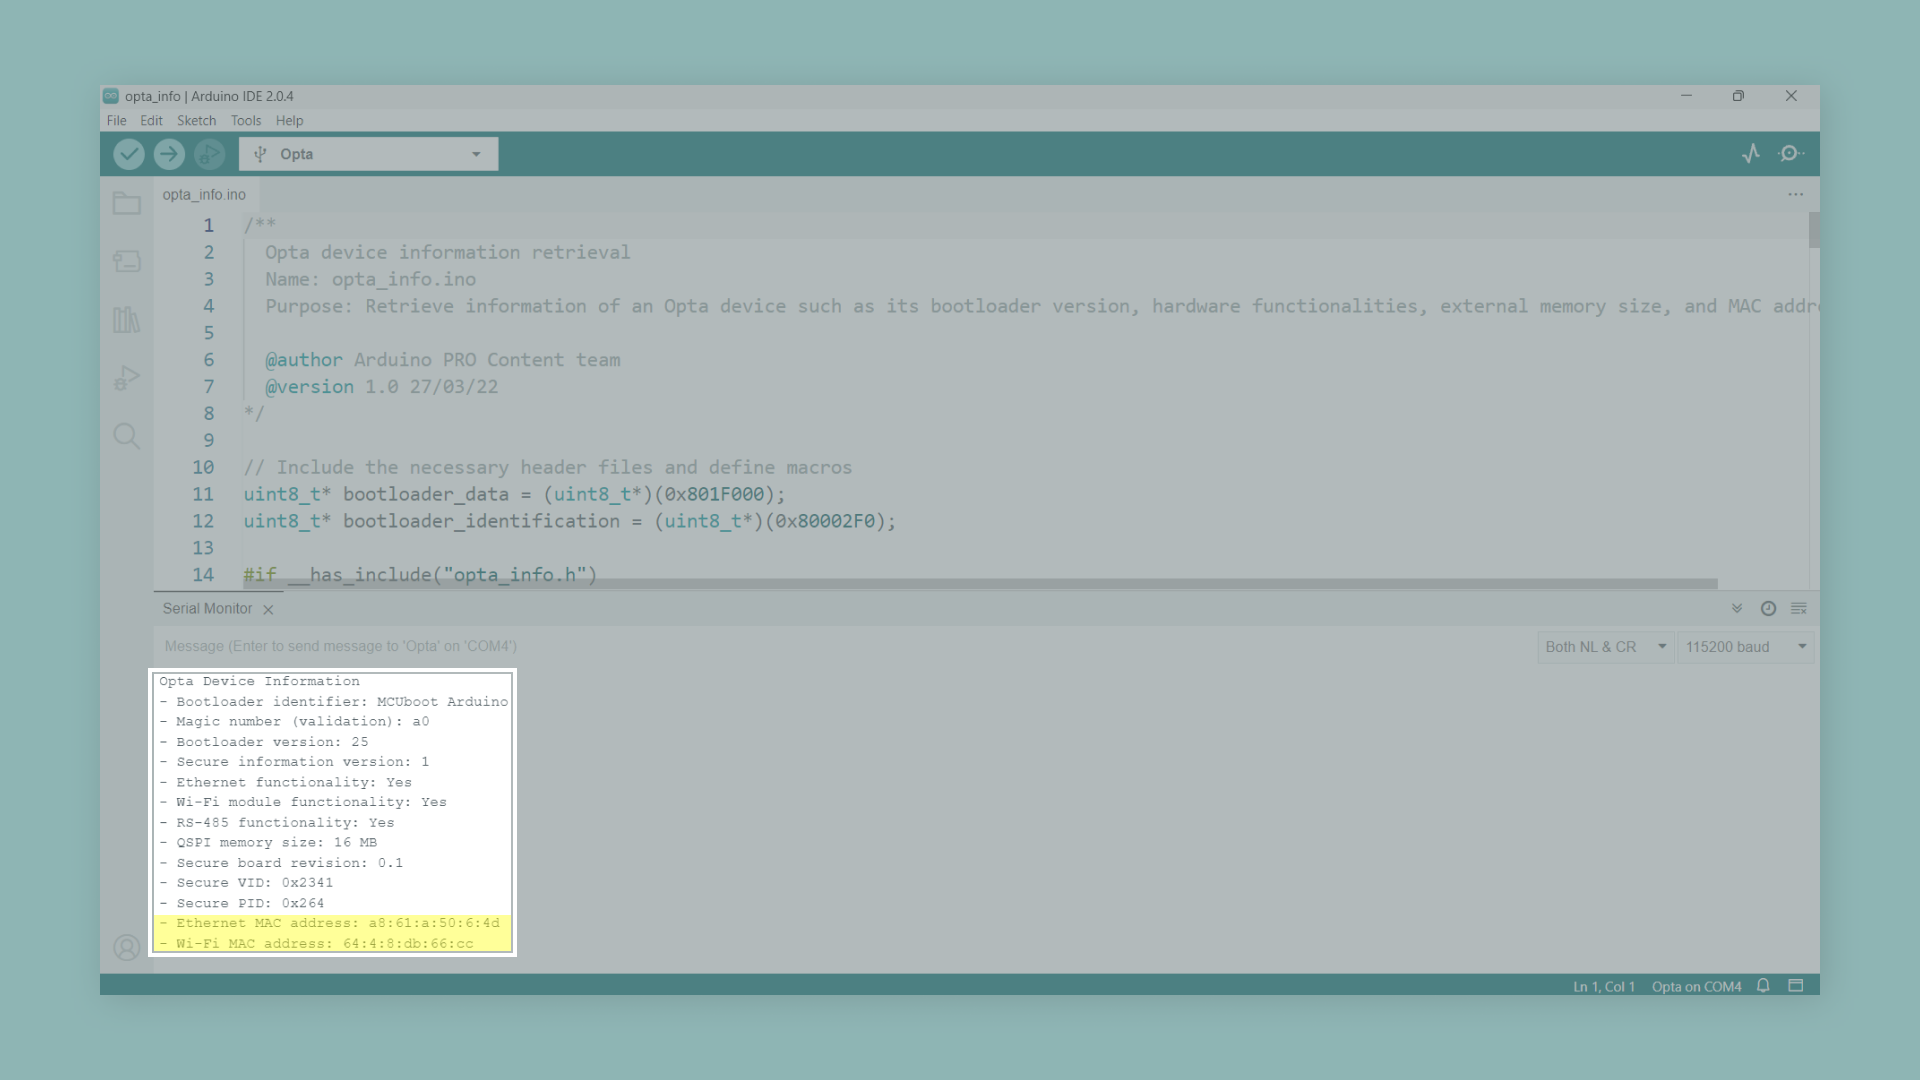 opta_info | Arduino IDE 2.0.4
File Edit Sketch Tools Help
Opta
opta_info.ino
1 /**
2 Opta device information retrieval
3 Name: opta_info.ino
4 Purpose: Retrieve information of an Opta device such as its bootloader version, hardware functionalities, external memory size, and MAC addr
5
6 @author Arduino PRO Content team
7 @version 1.0 27/03/22
8 */
9
10 // Include the necessary header files and define macros
11 uint8_t* bootloader_data = (uint8_t*)(0x801F000);
12 uint8_t* bootloader_identification = (uint8_t*)(0x80002F0);
13
14 #if __has_include("opta_info.h")
Serial Monitor
Message (Enter to send message to 'Opta' on 'COM4')
Both NL & CR 115200 baud
Opta Device Information
- Bootloader identifier: MCUboot Arduino
- Magic number (validation): a0
- Bootloader version: 25
- Secure information version: 1
- Ethernet functionality: Yes
- Wi-Fi module functionality: Yes
- RS-485 functionality: Yes
- QSPI memory size: 16 MB
- Secure board revision: 0.1
- Secure VID: 0x2341
- Secure PID: 0x264
- Ethernet MAC address: a8:61:a:50:6:4d
- Wi-Fi MAC address: 64:4:8:db:66:cc
Ln 1, Col 1 Opta on COM4